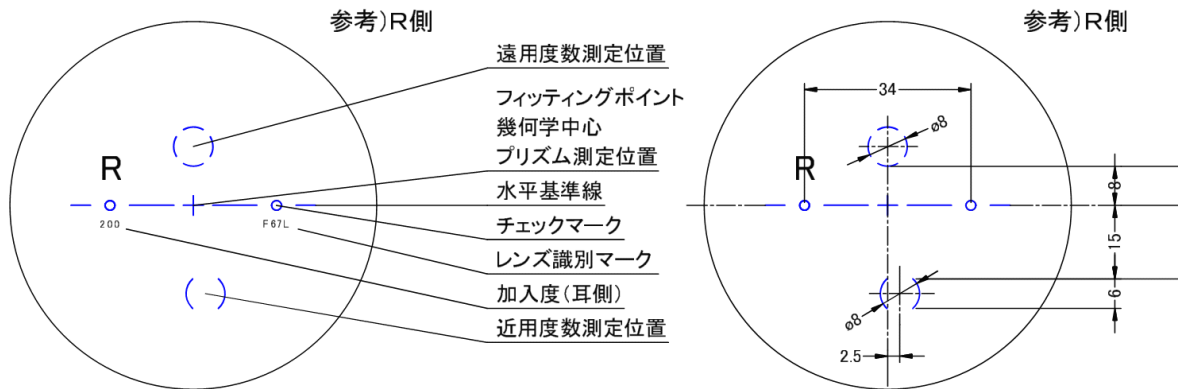 参考)R側
遠用度数測定位置
フィッティングポイント
幾何学中心
プリズム測定位置
水平基準線
チェックマーク
レンズ識別マーク
加入度(耳側)
近用度数測定位置
R
200
F67L
参考)R側
34
ø8
R
8
15
6
ø8
2.5